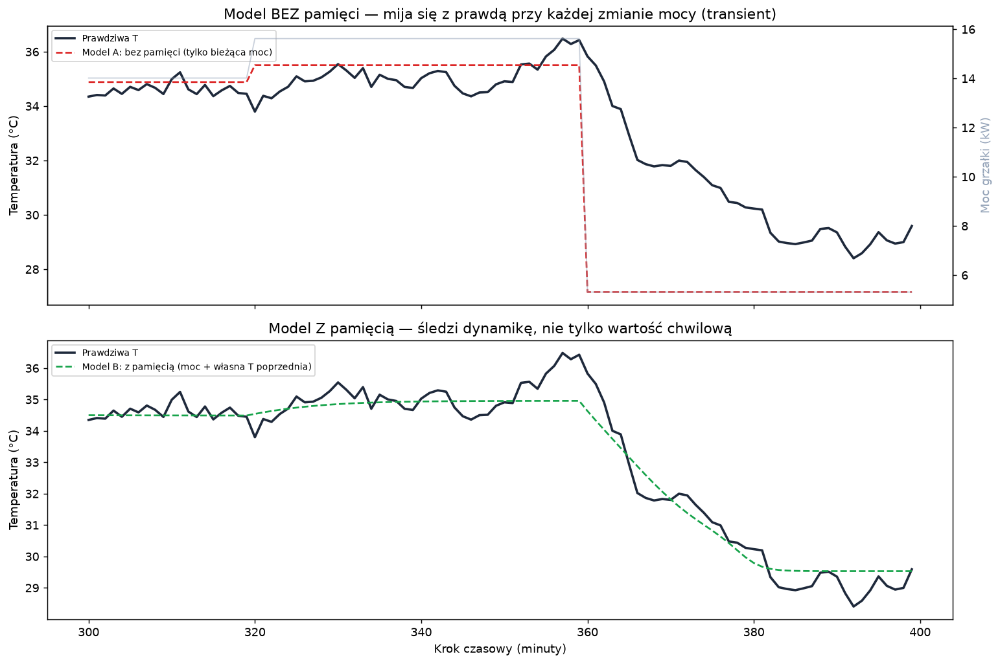 Model BEZ pamięci — mija się z prawdą przy każdej zmianie mocy (transient)
Prawdziwa T
Model A: bez pamięci (tylko bieżąca moc)
Temperatura (°C)
36
34
32
30
28
16
14
12
10
8
6
Moc grzałki (kW)
Model Z pamięcią — śledzi dynamikę, nie tylko wartość chwilową
Prawdziwa T
Model B: z pamięcią (moc + własna T poprzednia)
Temperatura (°C)
36
35
34
33
32
31
30
29
300
320
340
360
380
400
Krok czasowy (minuty)